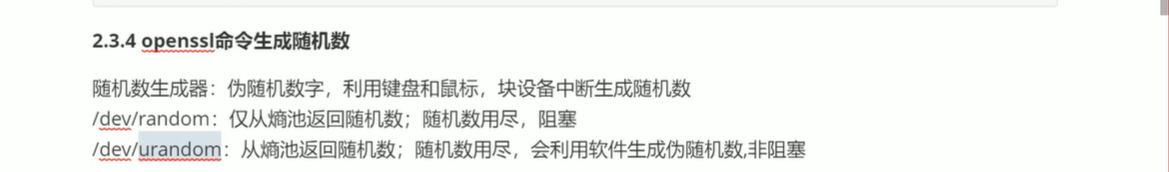 2.3.4 openssl命令生成随机数
随机数生成器：伪随机数字，利用键盘和鼠标，块设备中断生成随机数
/dev/random：仅从熵池返回随机数；随机数用尽，阻塞
/dev/urandom：从熵池返回随机数；随机数用尽，会利用软件生成伪随机数,非阻塞